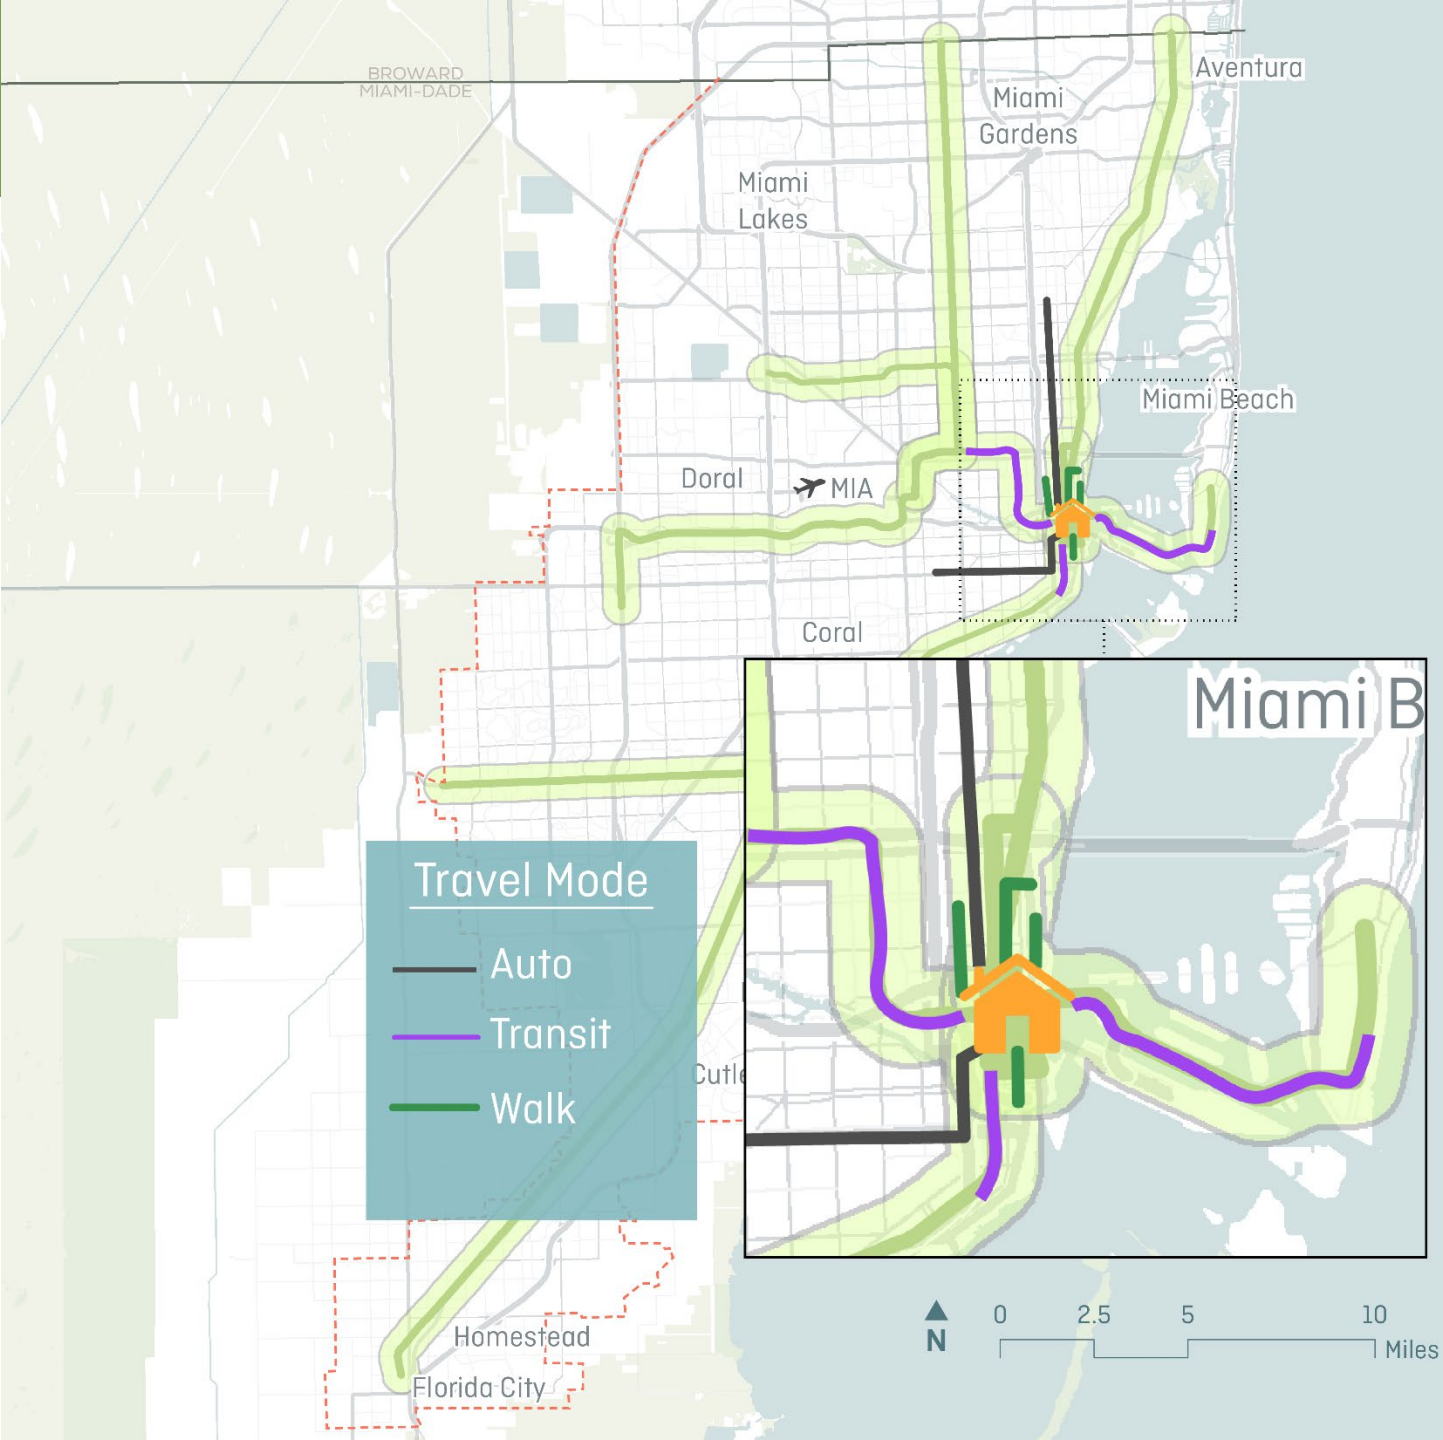 BROWARD
MIAMI-DADE
Aventura
Miami
Gardens
Miami
Lakes
Miami Beach
Doral
MIA
Coral
Miami B
Travel Mode
Auto
Transit
Walk
Cutle
Homestead
Florida City
N
0 2.5 5 10
Miles